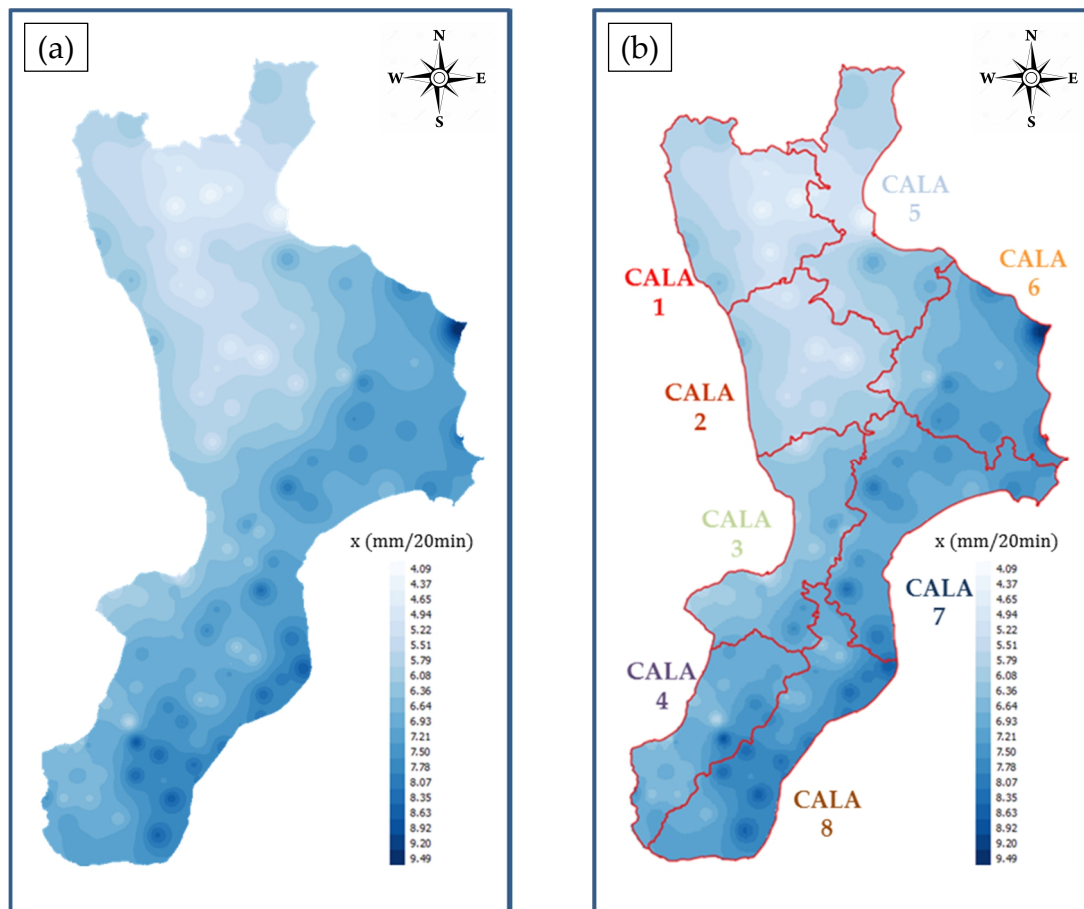 (a)
N
W E
S
x (mm/20min)
4.09
4.37
4.65
4.94
5.22
5.51
5.79
6.08
6.36
6.64
6.93
7.21
7.50
7.78
8.07
8.35
8.63
8.92
9.20
9.49
(b)
N
W E
S
CALA
5
CALA
6
CALA
1
CALA
2
CALA
3
x (mm/20min)
CALA
7
CALA
4
CALA
8
4.09
4.37
4.65
4.94
5.22
5.51
5.79
6.08
6.36
6.64
6.93
7.21
7.50
7.78
8.07
8.35
8.63
8.92
9.20
9.49